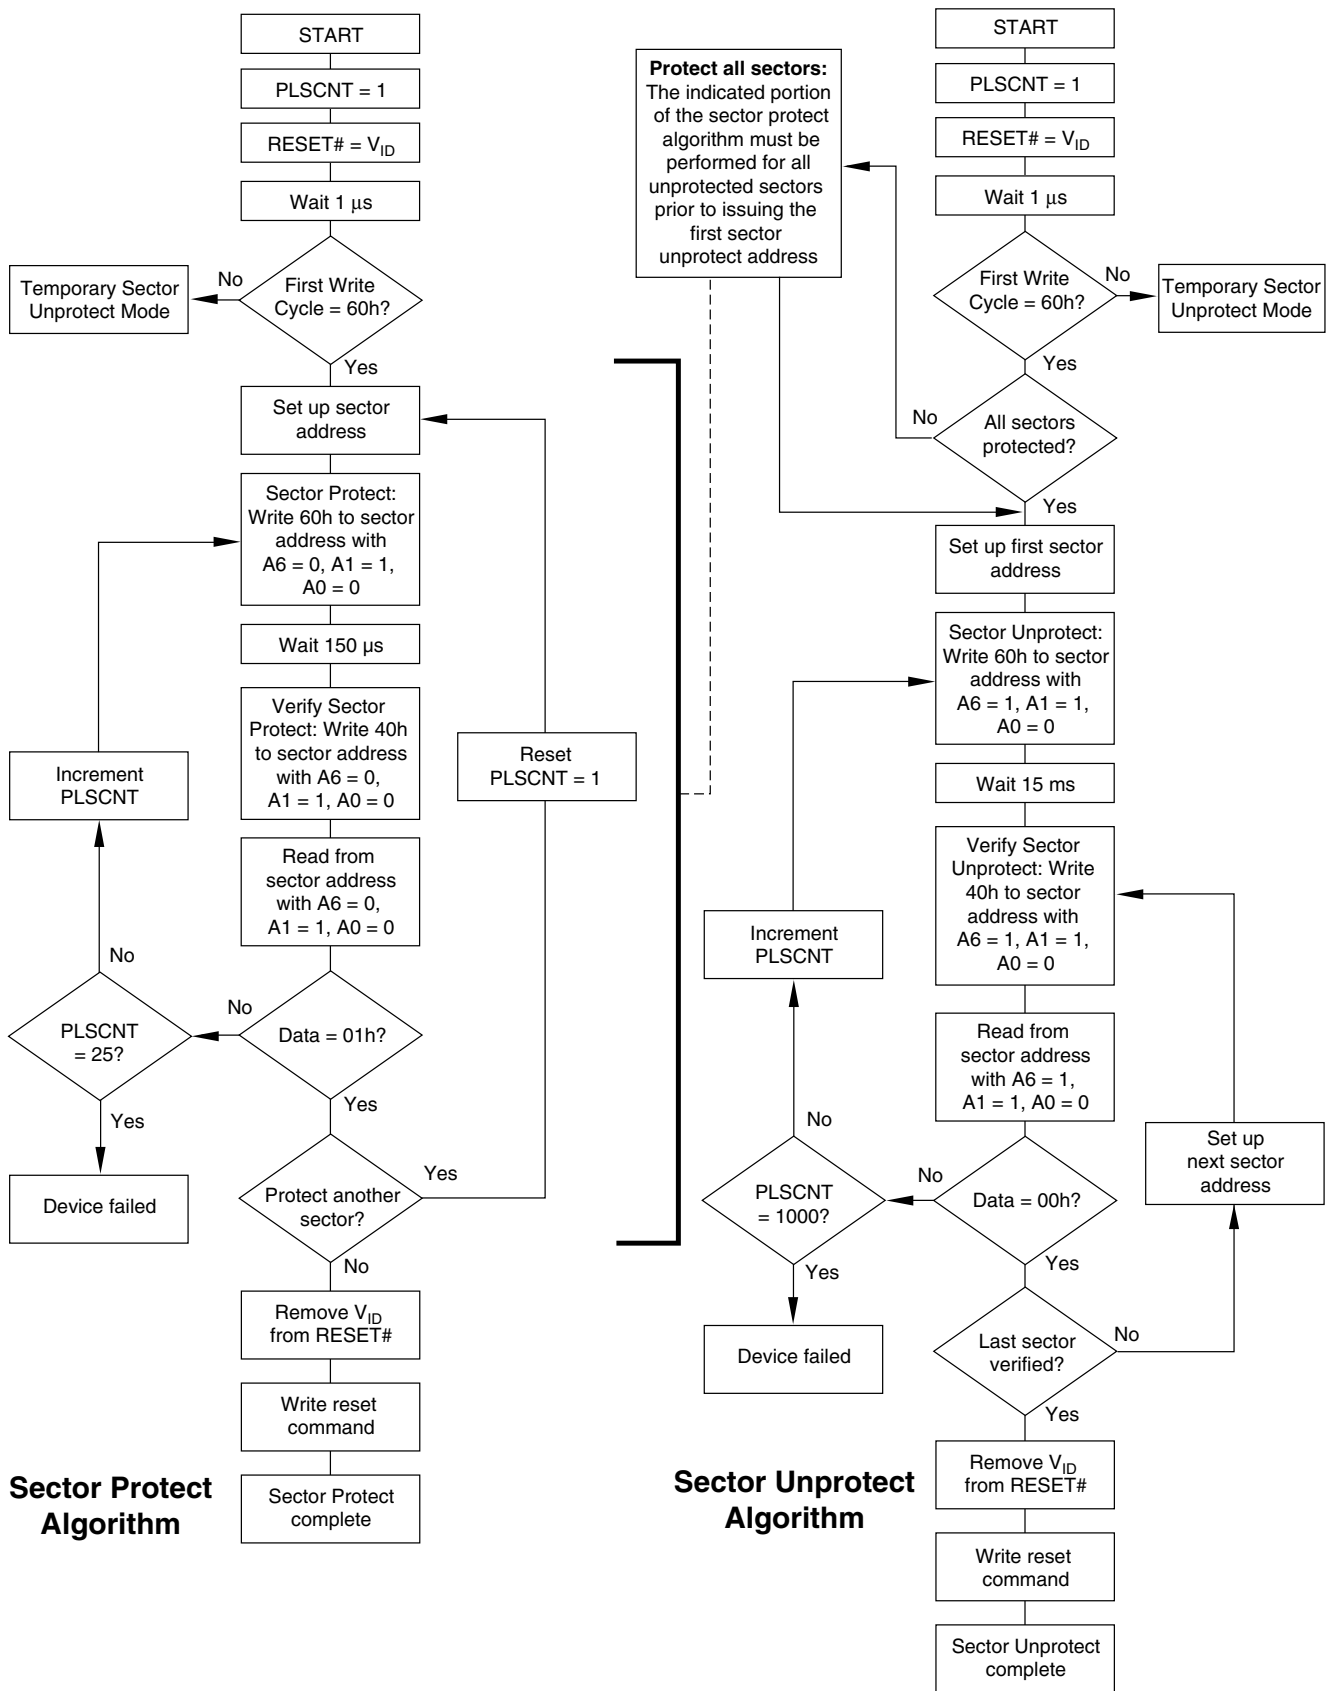 START
PLSCNT = 1
RESET# = VID
Wait 1 μs
First Write
Cycle = 60h?
No
Temporary Sector
Unprotect Mode
Yes
Set up sector
address
Sector Protect:
Write 60h to sector
address with
A6 = 0, A1 = 1,
A0 = 0
Wait 150 µs
Verify Sector
Protect: Write 40h
to sector address
with A6 = 0,
A1 = 1, A0 = 0
Reset
PLSCNT = 1
Increment
PLSCNT
Read from
sector address
with A6 = 0,
A1 = 1, A0 = 0
No
No
PLSCNT
= 25?
Data = 01h?
Yes
Yes
Device failed
Protect another
sector?
Yes
No
Remove VID
from RESET#
Write reset
command
Sector Protect
complete
Sector Protect
Algorithm
Protect all sectors:
The indicated portion
of the sector protect
algorithm must be
performed for all
unprotected sectors
prior to issuing the
first sector
unprotect address
START
PLSCNT = 1
RESET# = VID
Wait 1 μs
First Write
Cycle = 60h?
No
Temporary Sector
Unprotect Mode
Yes
No
All sectors
protected?
Yes
Set up first sector
address
Sector Unprotect:
Write 60h to sector
address with
A6 = 1, A1 = 1,
A0 = 0
Wait 15 ms
Verify Sector
Unprotect: Write
40h to sector
address with
A6 = 1, A1 = 1,
A0 = 0
Increment
PLSCNT
Read from
sector address
with A6 = 1,
A1 = 1, A0 = 0
No
Set up
next sector
address
No
PLSCNT
= 1000?
Data = 00h?
Yes
Yes
Device failed
Last sector
verified?
No
Yes
Remove VID
from RESET#
Write reset
command
Sector Unprotect
complete
Sector Unprotect
Algorithm